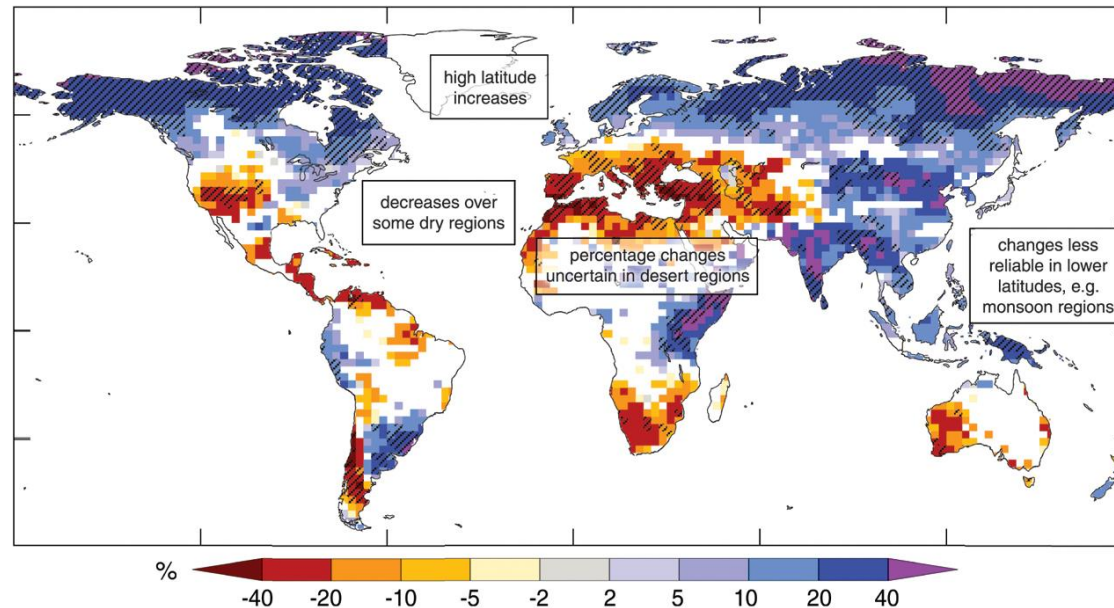 high latitude
increases
decreases over
some dry regions
percentage changes
uncertain in desert regions
changes less
reliable in lower
latitudes, e.g.
monsoon regions
% -40 -20 -10 -5 -2 2 5 10 20 40